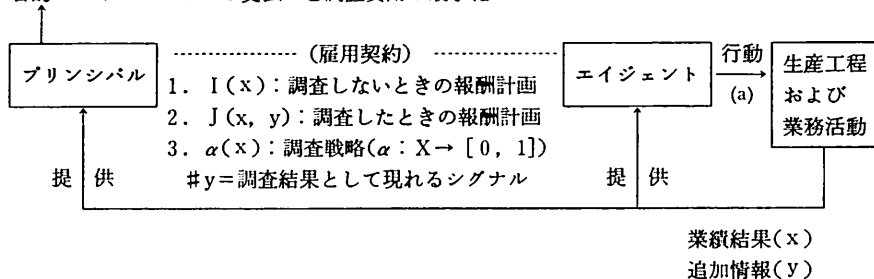 プリンシパル
(雇用契約)
1. I(x):調査しないときの報酬計画
2. J(x, y):調査したときの報酬計画
3. α(x):調査戦略(α:X→[0, 1])
#y=調査結果として現れるシグナル
エイジェント
行動
(a)
生産工程
および
業務活動
提 供
提 供
業績結果(x)
追加情報(y)